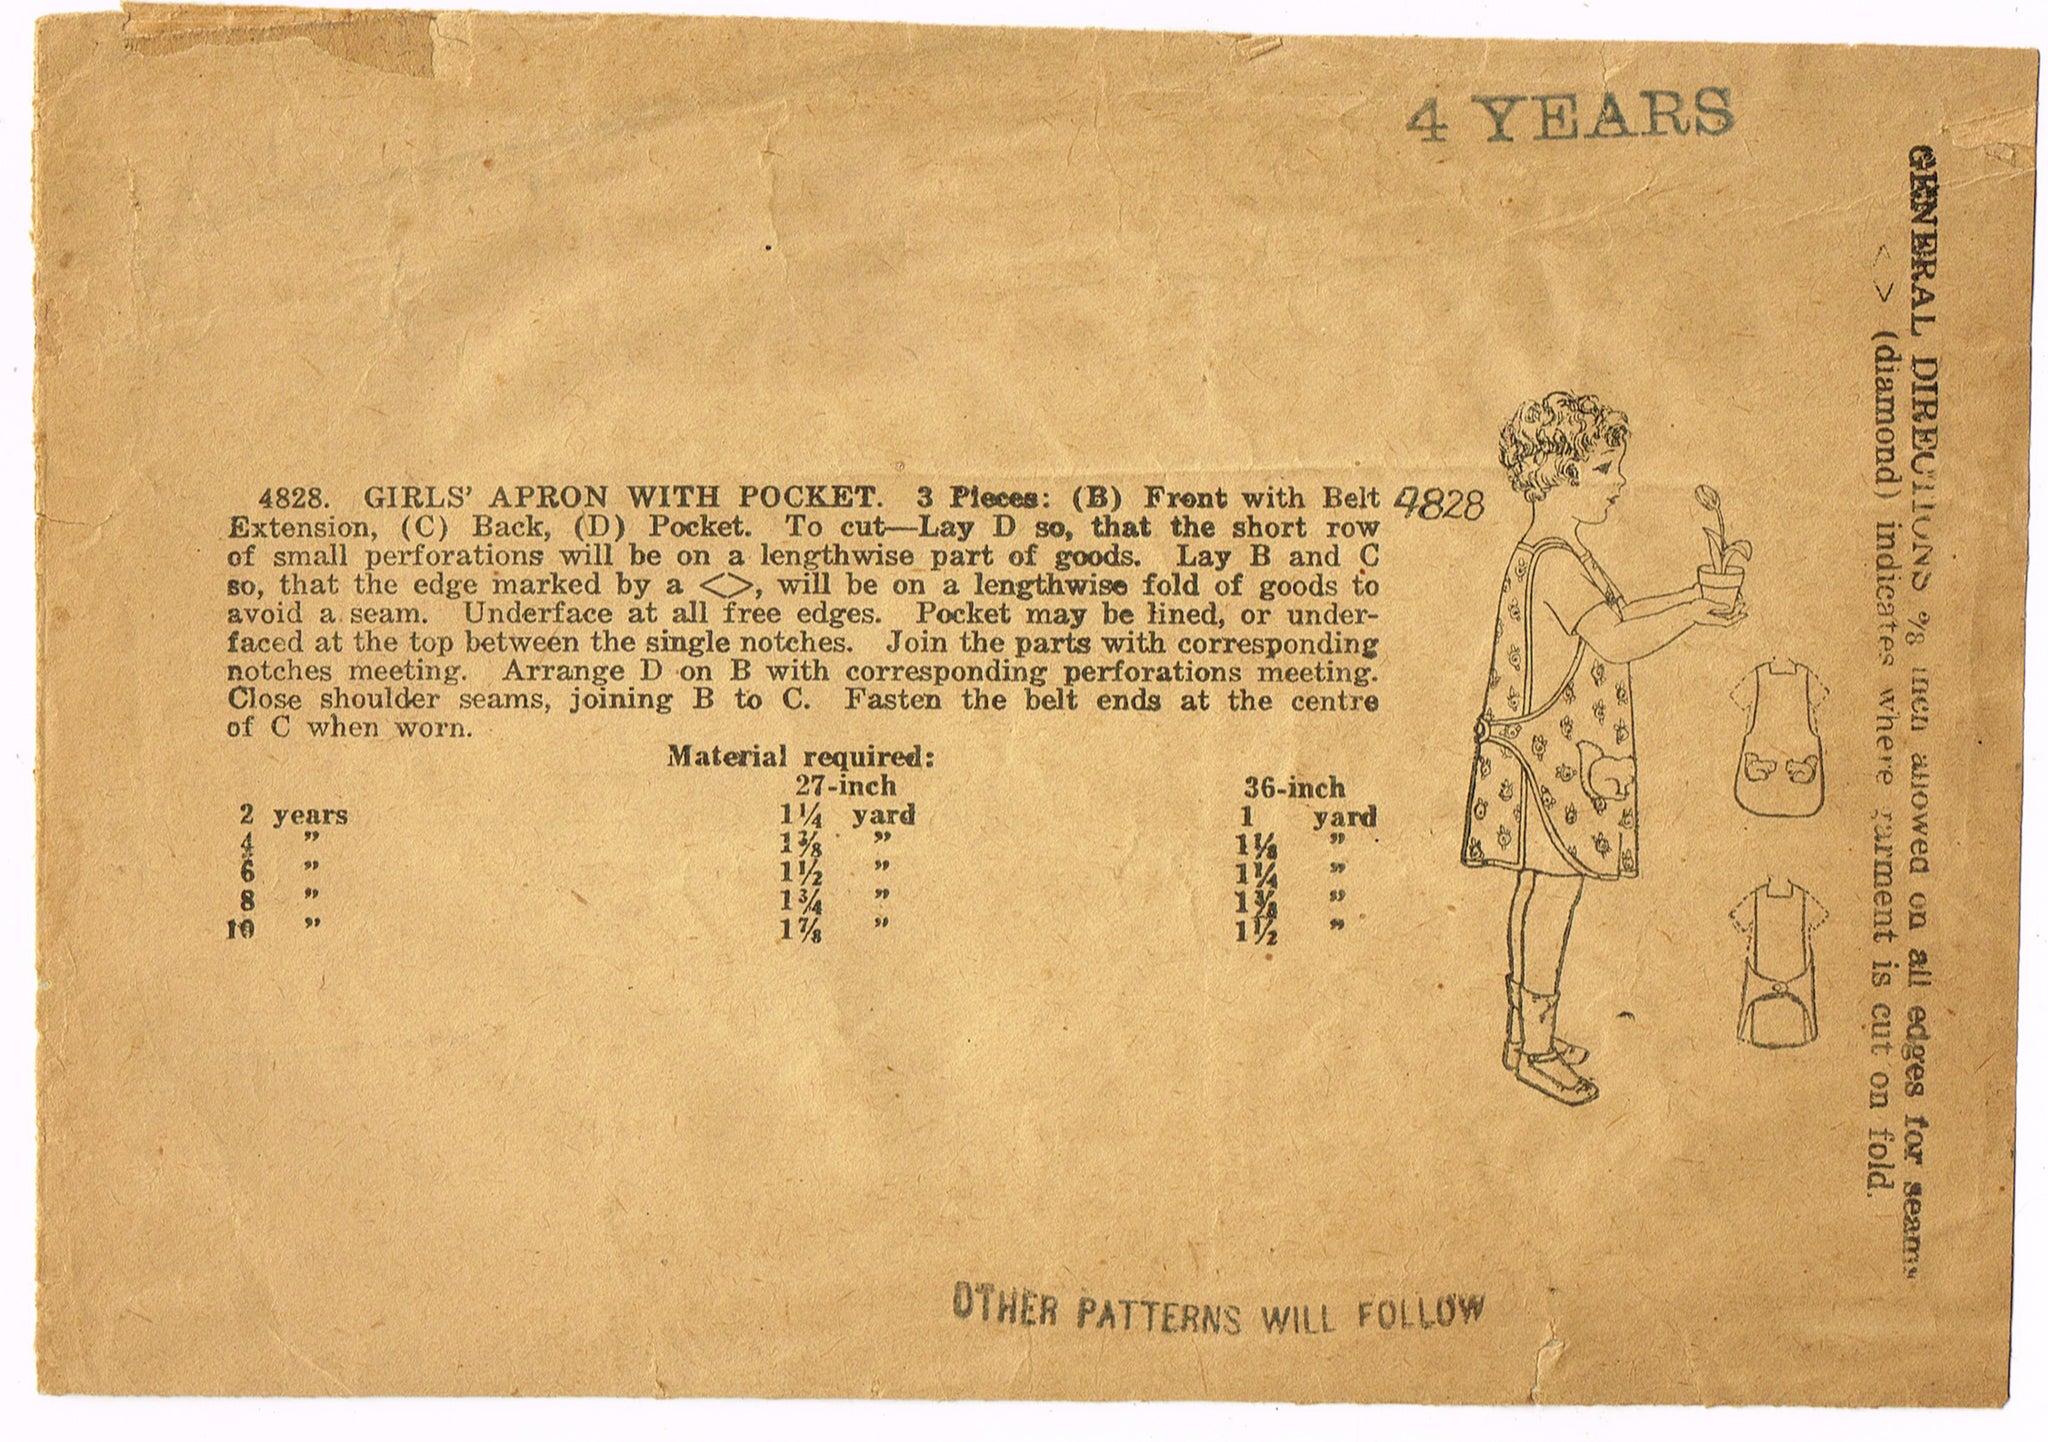 4 YEARS
4828. GIRLS' APRON WITH POCKET. 3 Pieces: (B) Front with Belt
Extension, (C) Back, (D) Pocket. To cut—Lay D so, that the short row
of small perforations will be on a lengthwise part of goods. Lay B and C
so, that the edge marked by a <>, will be on a lengthwise fold of goods to
avoid a seam. Underface at all free edges. Pocket may be lined, or under-
faced at the top between the single notches. Join the parts with corresponding
notches meeting. Arrange D on B with corresponding perforations meeting.
Close shoulder seams, joining B to C. Fasten the belt ends at the centre
of C when worn.
Material required:
27-inch 36-inch
2 years 1¼ yard 1 yard
4 " 1⅜ " 1⅛ "
6 " 1½ " 1¼ "
8 " 1¾ " 1⅜ "
10 " 1⅞ " 1½ "
4828
GENERAL DIRECTIONS inch allowed on all edges for seams
< > (diamond) indicates where garment is cut on fold.
OTHER PATTERNS WILL FOLLOW